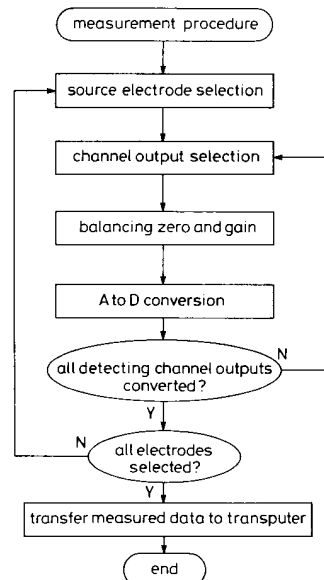 measurement procedure
source electrode selection
channel output selection
balancing zero and gain
A to D conversion
all detecting channel outputs
converted?
N
Y
N
all electrodes
selected?
Y
transfer measured data to transputer
end